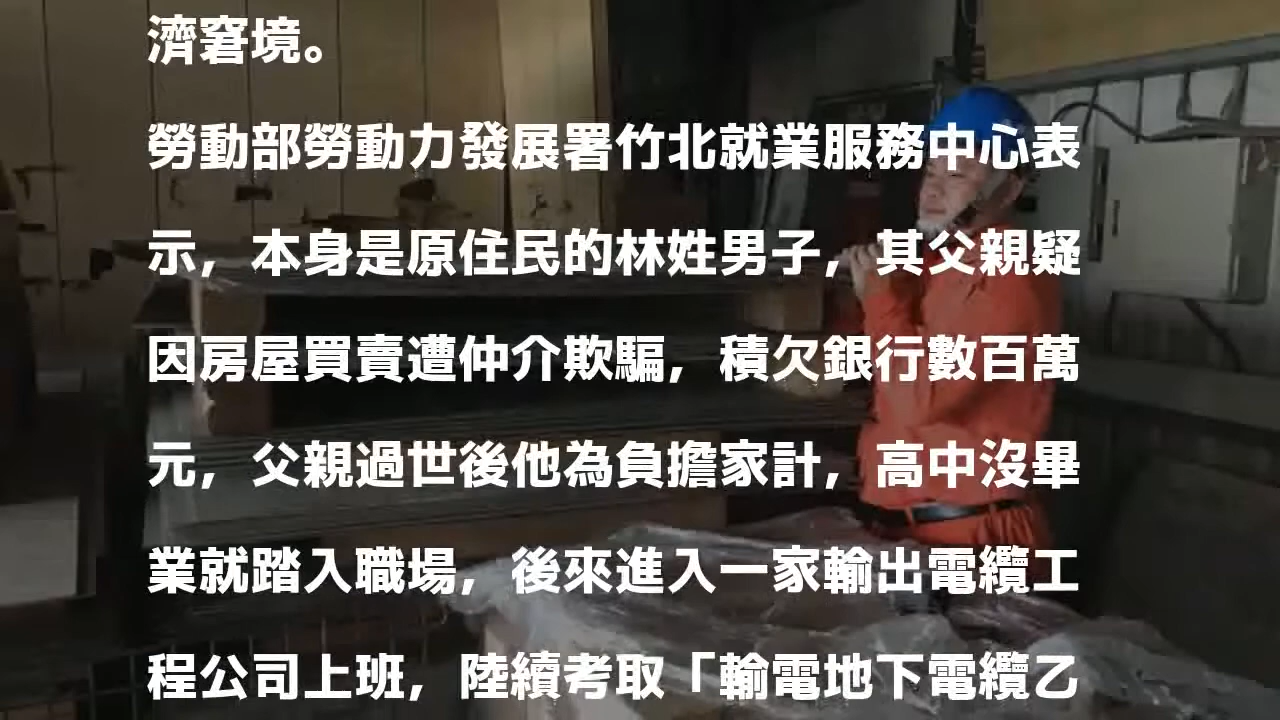 濟窘境。
勞動部勞動力發展署竹北就業服務中心表
示，本身是原住民的林姓男子，其父親疑
因房屋買賣遭仲介欺騙，積欠銀行數百萬
元，父親過世後他為負擔家計，高中沒畢
業就踏入職場，後來進入一家輸出電纜工
程公司上班，陸續考取「輸電地下電纜乙